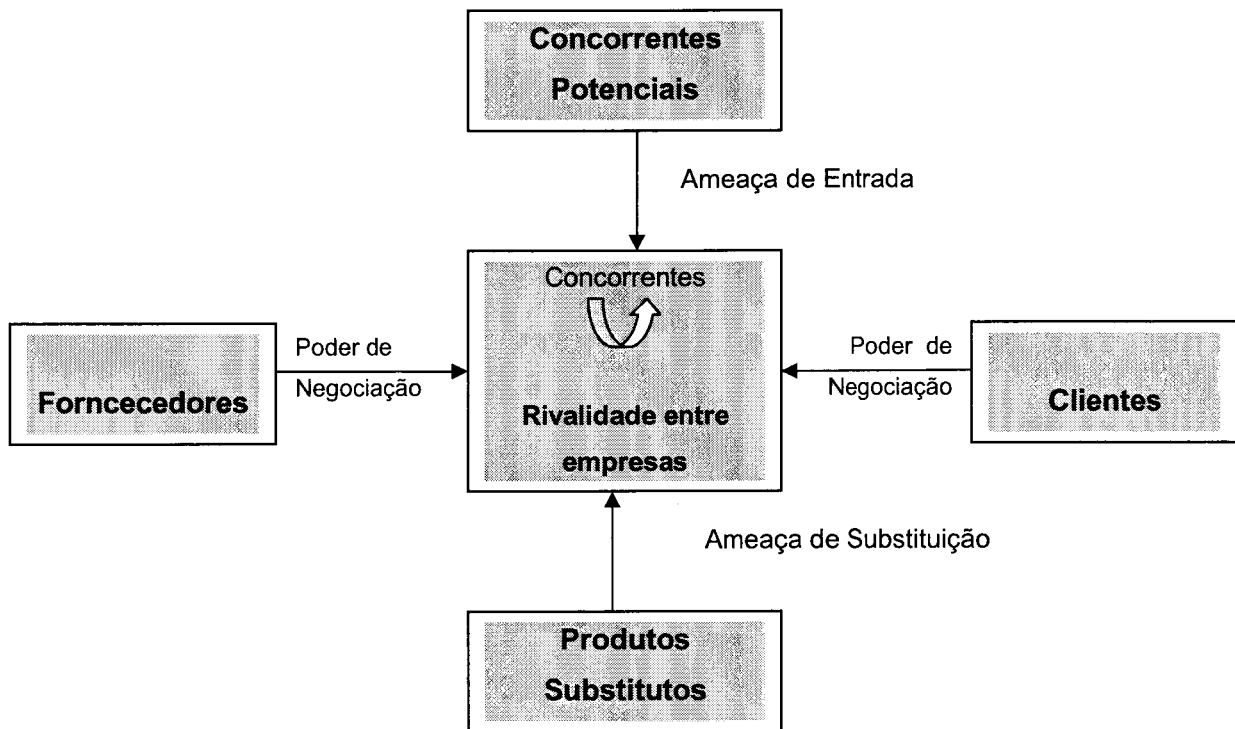 Concorrentes
Potenciais
Ameaça de Entrada
Concorrentes
Poder de
Negociação
Forncecedores
Rivalidade entre
empresas
Poder de
Negociação
Clientes
Ameaça de Substituição
Produtos
Substitutos